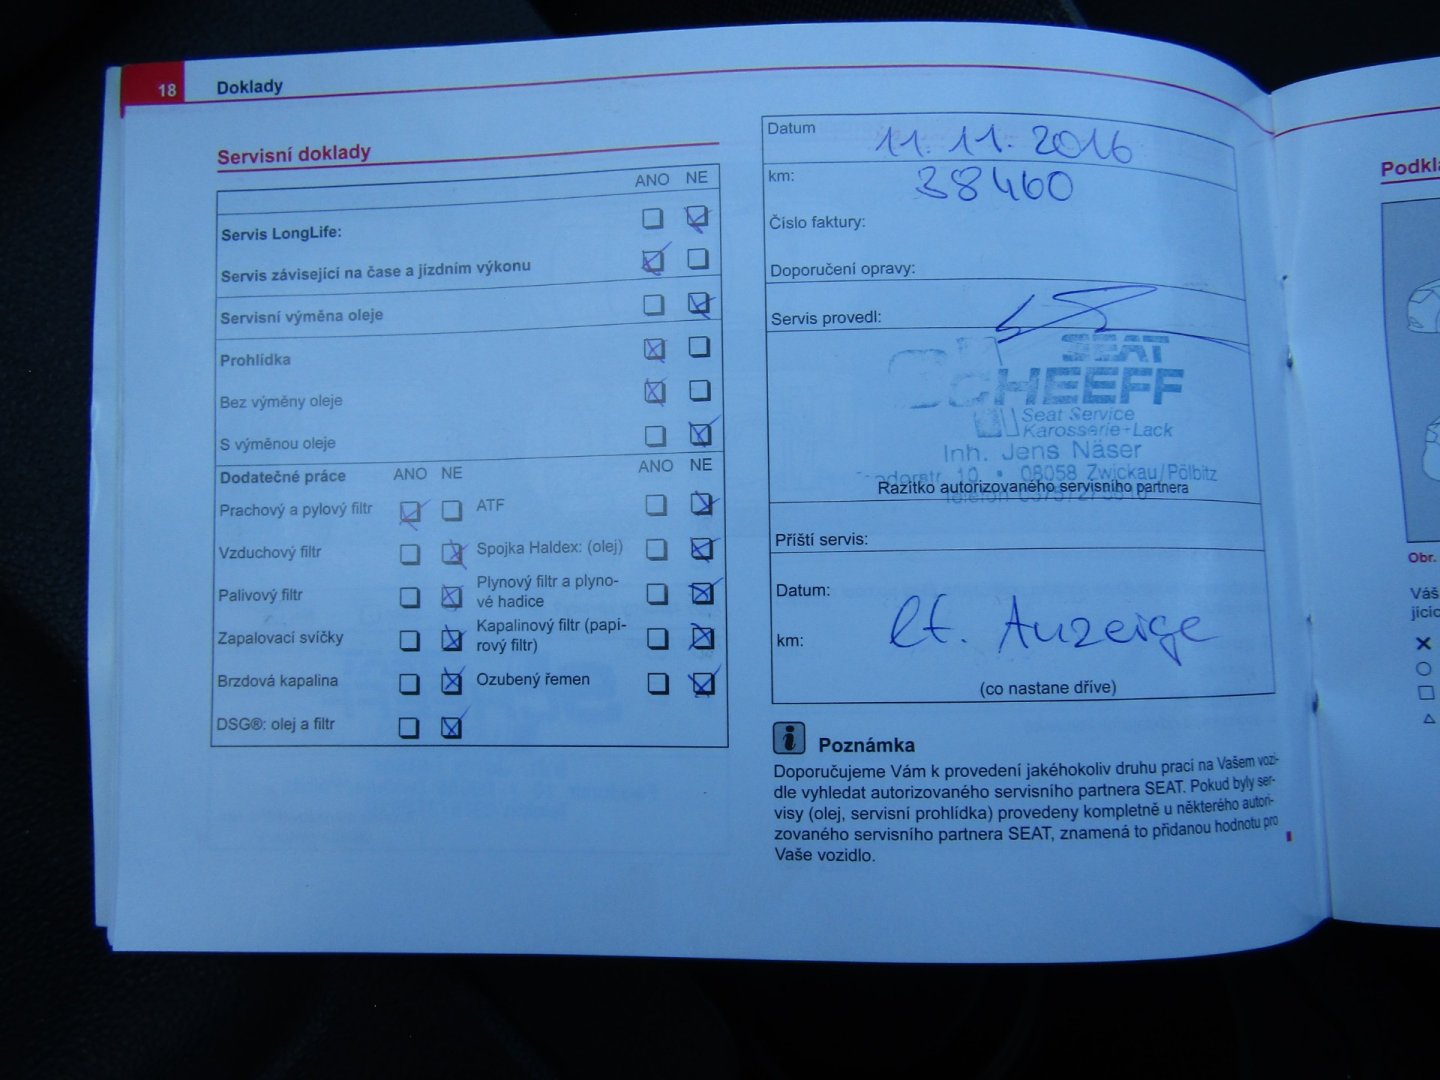 18 Doklady
Servisní doklady
ANO NE
Servis LongLife:
Servis závisející na čase a jízdním výkonu
Servisní výměna oleje
Prohlídka
Bez výměny oleje
S výměnou oleje
Dodatečné práce ANO NE ANO NE
Prachový a pylový filtr ATF
Vzduchový filtr Spojka Haldex: (olej)
Palivový filtr Plynový filtr a plyno-
vé hadice
Zapalovací svíčky Kapalinový filtr (papí-
rový filtr)
Brzdová kapalina Ozubený řemen
DSG®: olej a filtr
Datum 11.11.2016
km: 38460
Číslo faktury:
Doporučení opravy:
Servis provedl:
SEAT
SCHEEFF
Seat Service
Karosserie+Lack
Inh. Jens Näser
10 • 08058 Zwickau/Pölbitz
Razítko autorizovaného servisního partnera
Telefon
Příští servis:
Datum:
km: lt. Anzeige
(co nastane dříve)
i Poznámka
Doporučujeme Vám k provedení jakéhokoliv druhu prací na Vašem vozi-
dle vyhledat autorizovaného servisního partnera SEAT. Pokud byly ser-
visy (olej, servisní prohlídka) provedeny kompletně u některého autori-
zovaného servisního partnera SEAT, znamená to přidanou hodnotu pro
Vaše vozidlo.
Podkl
Obr.
Váš
jícíc